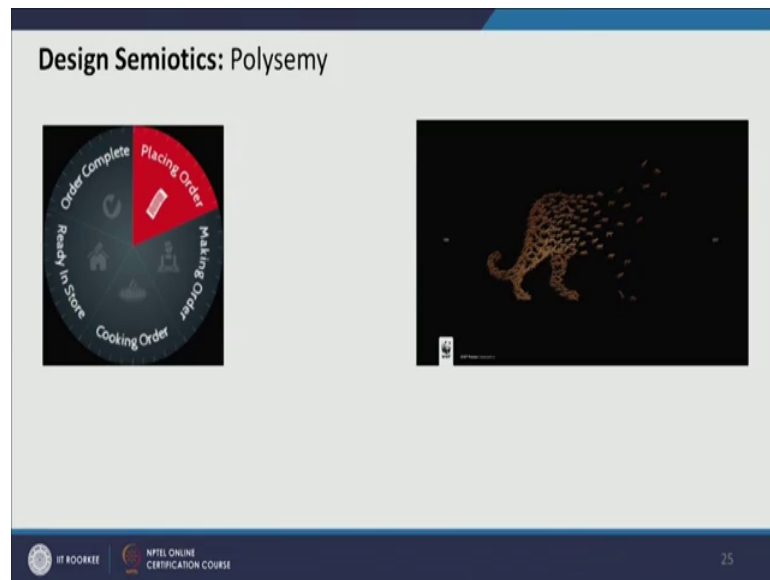 Design Semiotics: Polysemy
Order Complete
Placing Order
Making Order
Cooking Order
Ready In Store
WWF
IIT ROORKEE
NPTEL ONLINE
CERTIFICATION COURSE
25